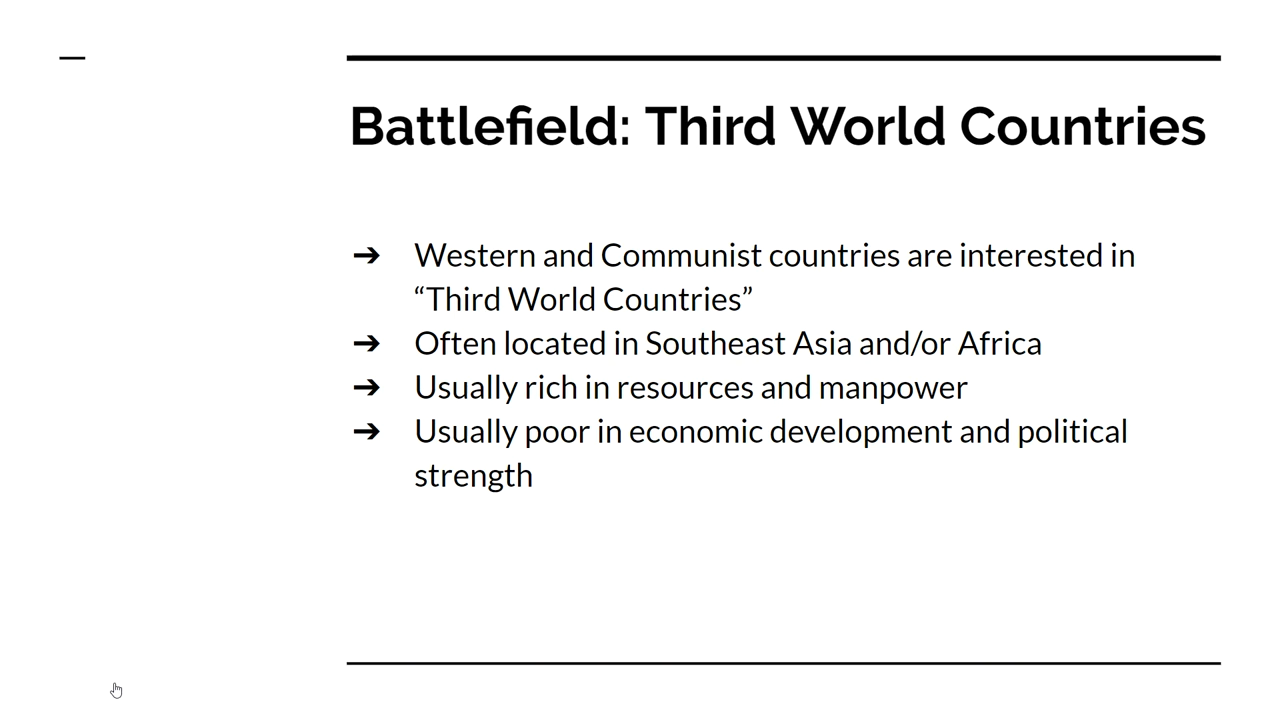 Battlefield: Third World Countries
➔ Western and Communist countries are interested in
“Third World Countries”
➔ Often located in Southeast Asia and/or Africa
➔ Usually rich in resources and manpower
➔ Usually poor in economic development and political
strength